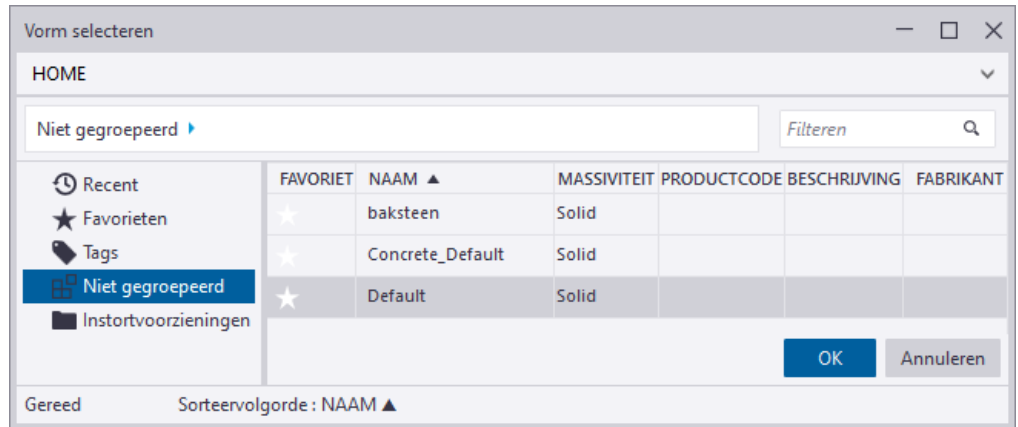 Vorm selecteren
HOME
Niet gegroepeerd
Filteren
Recent
Favorieten
Tags
Niet gegroepeerd
Instortvoorzieningen
FAVORIET NAAM ▲ MASSIVITEIT PRODUCTCODE BESCHRIJVING FABRIKANT
baksteen Solid
Concrete_Default Solid
Default Solid
OK Annuleren
Gereed Sorteervolgorde : NAAM ▲